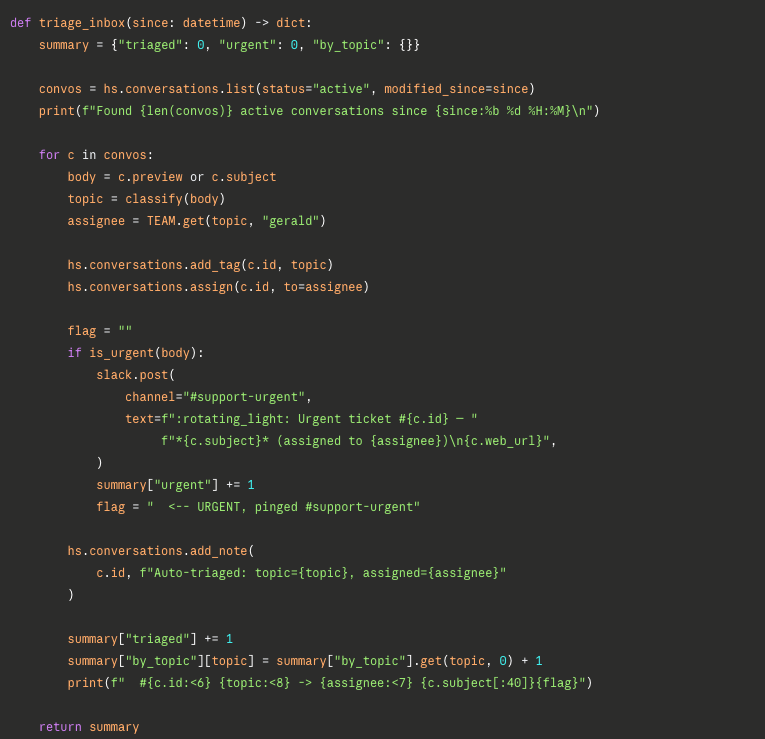 def triage_inbox(since: datetime) -> dict:
    summary = {"triaged": 0, "urgent": 0, "by_topic": {}}

    convos = hs.conversations.list(status="active", modified_since=since)
    print(f"Found {len(convos)} active conversations since {since:%b %d %H:%M}\n")

    for c in convos:
        body = c.preview or c.subject
        topic = classify(body)
        assignee = TEAM.get(topic, "gerald")

        hs.conversations.add_tag(c.id, topic)
        hs.conversations.assign(c.id, to=assignee)

        flag = ""
        if is_urgent(body):
            slack.post(
                channel="#support-urgent",
                text=f":rotating_light: Urgent ticket #{c.id} — "
                     f"*{c.subject}* (assigned to {assignee})\n{c.web_url}",
            )
            summary["urgent"] += 1
            flag = "  <-- URGENT, pinged #support-urgent"

        hs.conversations.add_note(
            c.id, f"Auto-triaged: topic={topic}, assigned={assignee}"
        )

        summary["triaged"] += 1
        summary["by_topic"][topic] = summary["by_topic"].get(topic, 0) + 1
        print(f"  #{c.id:<6} {topic:<8} -> {assignee:<7} {c.subject[:40]}{flag}")

    return summary